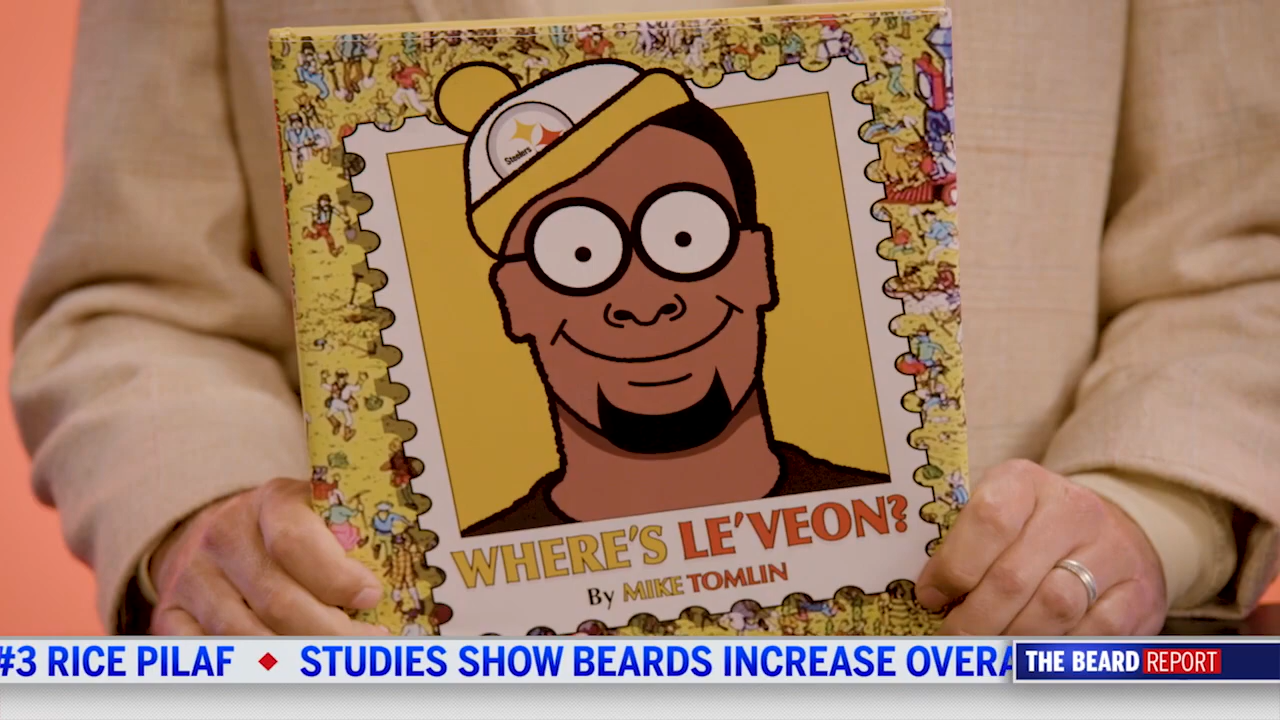 Steelers
WHERE'S LE'VEON?
By MIKE TOMLIN
#3 RICE PILAF ♦ STUDIES SHOW BEARDS INCREASE OVERA
THE BEARD REPORT